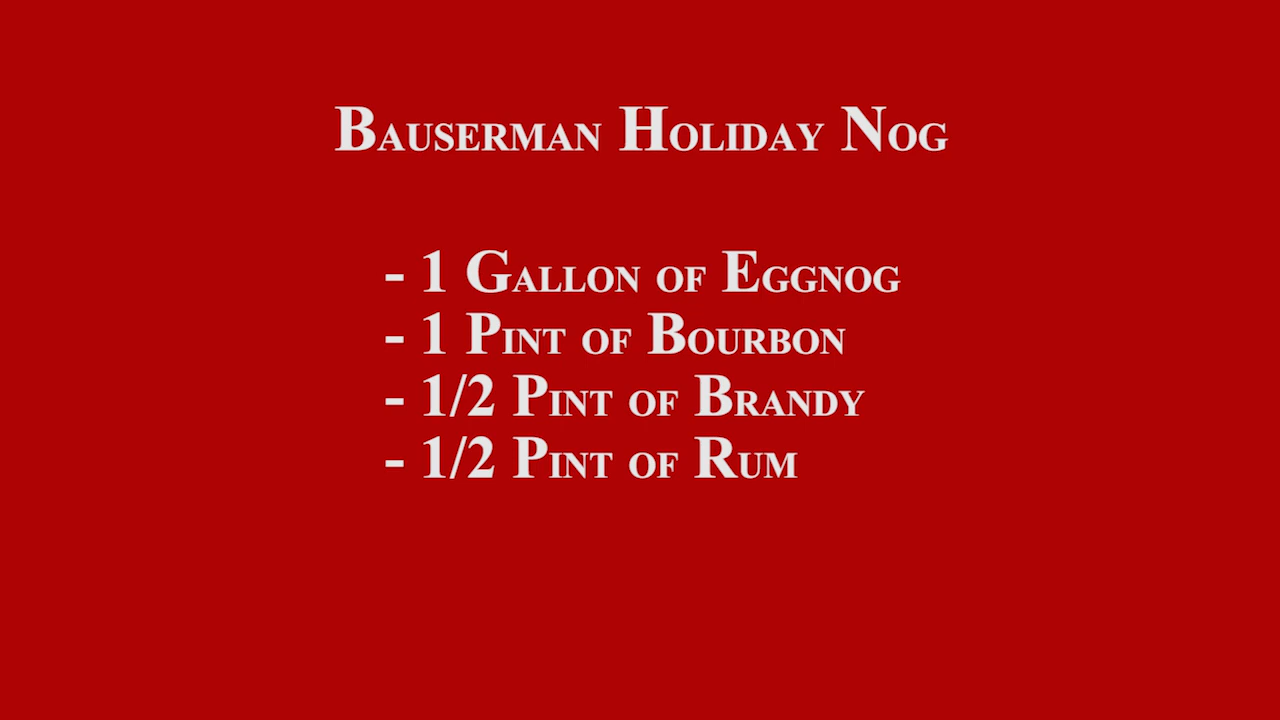 Bauserman Holiday Nog
- 1 Gallon of Eggnog
- 1 Pint of Bourbon
- 1/2 Pint of Brandy
- 1/2 Pint of Rum